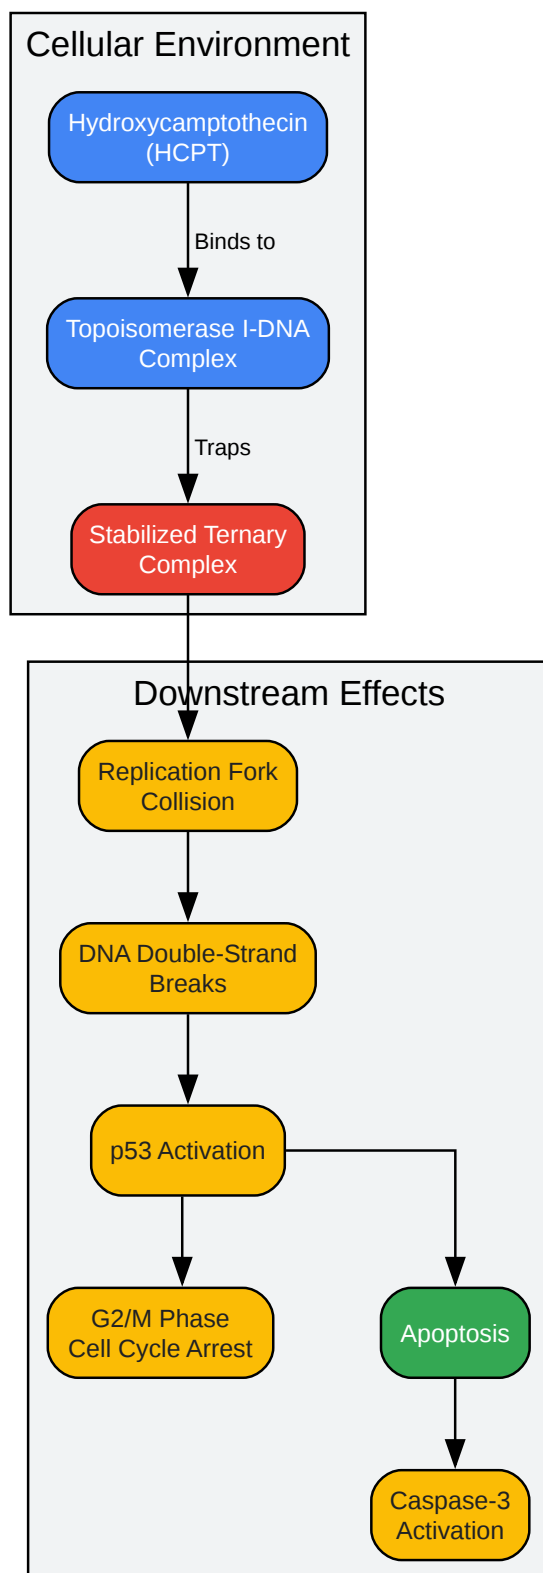 Cellular Environment
Hydroxycamptothecin
(HCPT)
Binds to
Topoisomerase I-DNA
Complex
Traps
Stabilized Ternary
Complex
Downstream Effects
Replication Fork
Collision
DNA Double-Strand
Breaks
p53 Activation
G2/M Phase
Cell Cycle Arrest
Apoptosis
Caspase-3
Activation